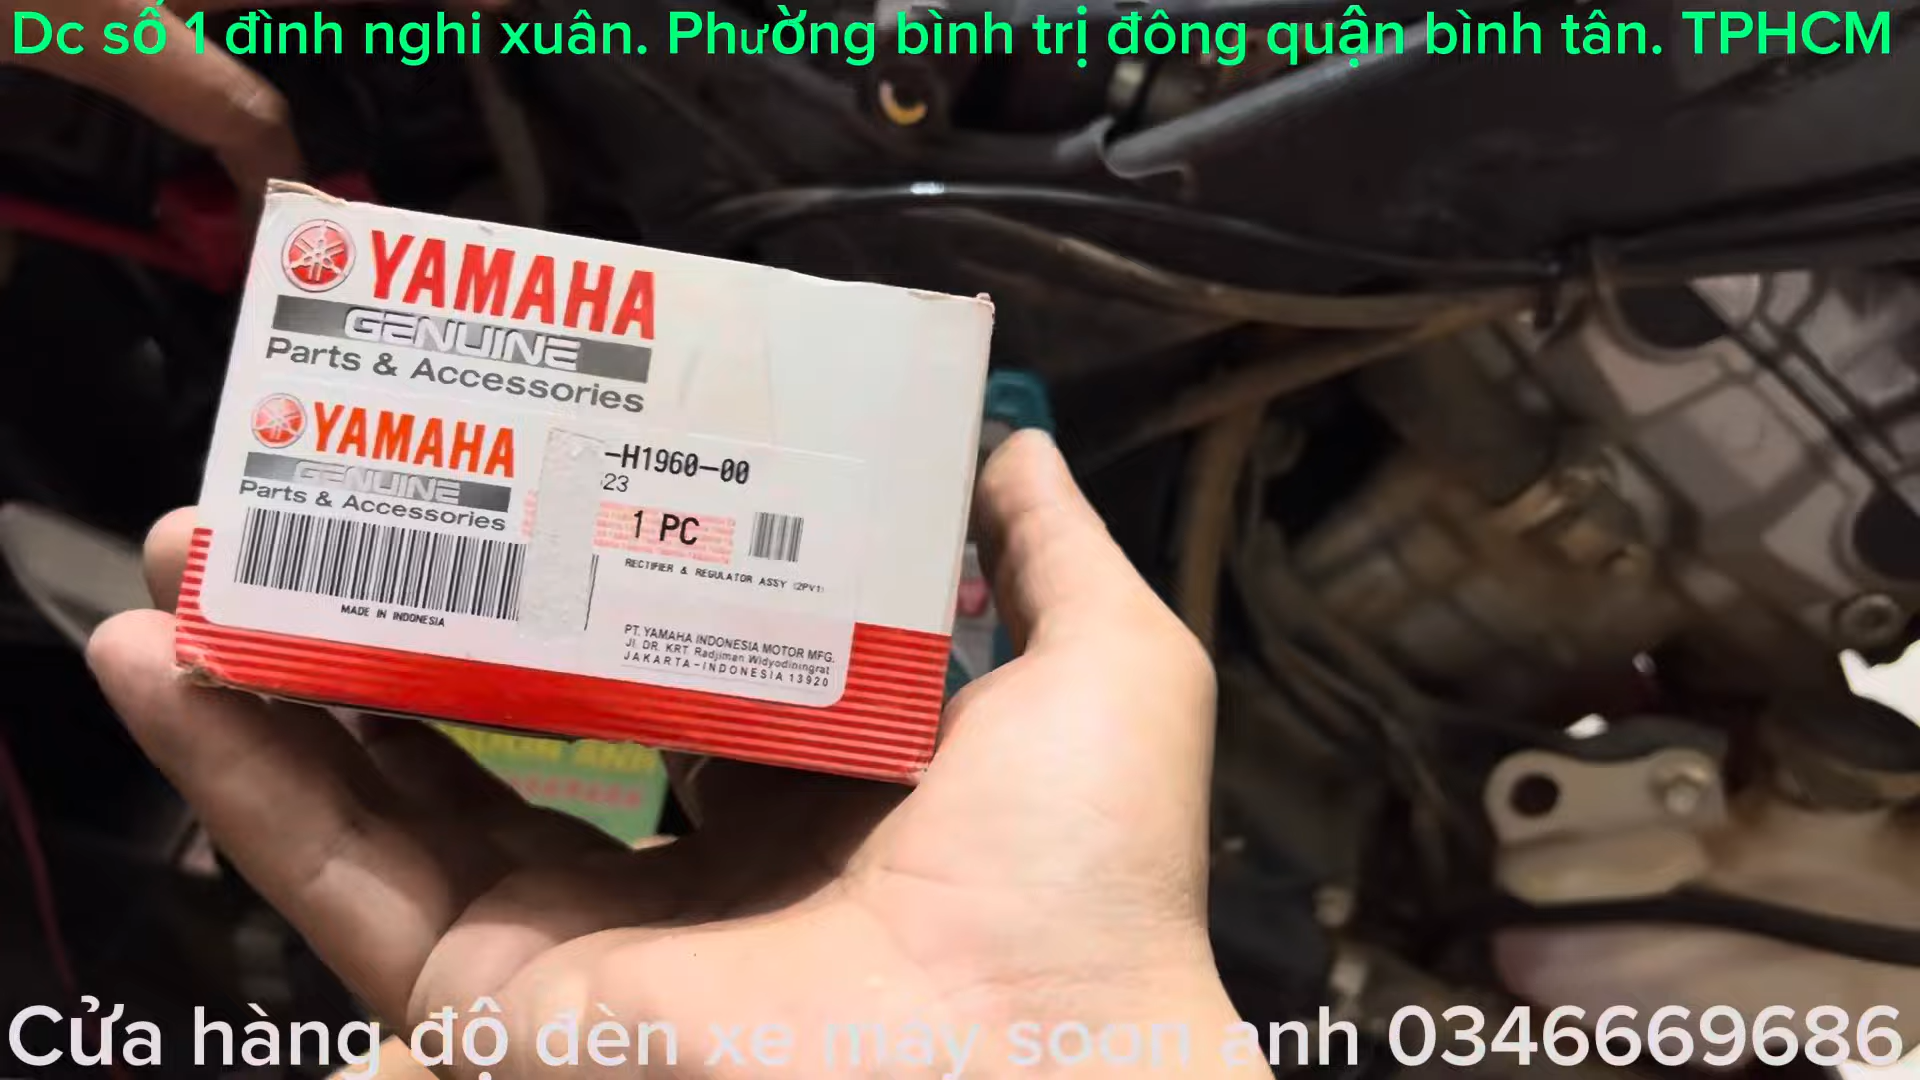 Dc số 1 đình nghi xuân. Phường bình trị đông quận bình tân. TPHCM
YAMAHA
GENUINE
Parts & Accessories
YAMAHA
GENUINE
Parts & Accessories
-H1960-00
23
1 PC
RECTIFIER & REGULATOR ASSY (2PV1)
MADE IN INDONESIA
PT. YAMAHA INDONESIA MOTOR MFG.
Jl. DR. KRT. Radjiman Widyodiningrat
JAKARTA-INDONESIA 13920
Cửa hàng độ đèn xe máy soon anh 0346669686